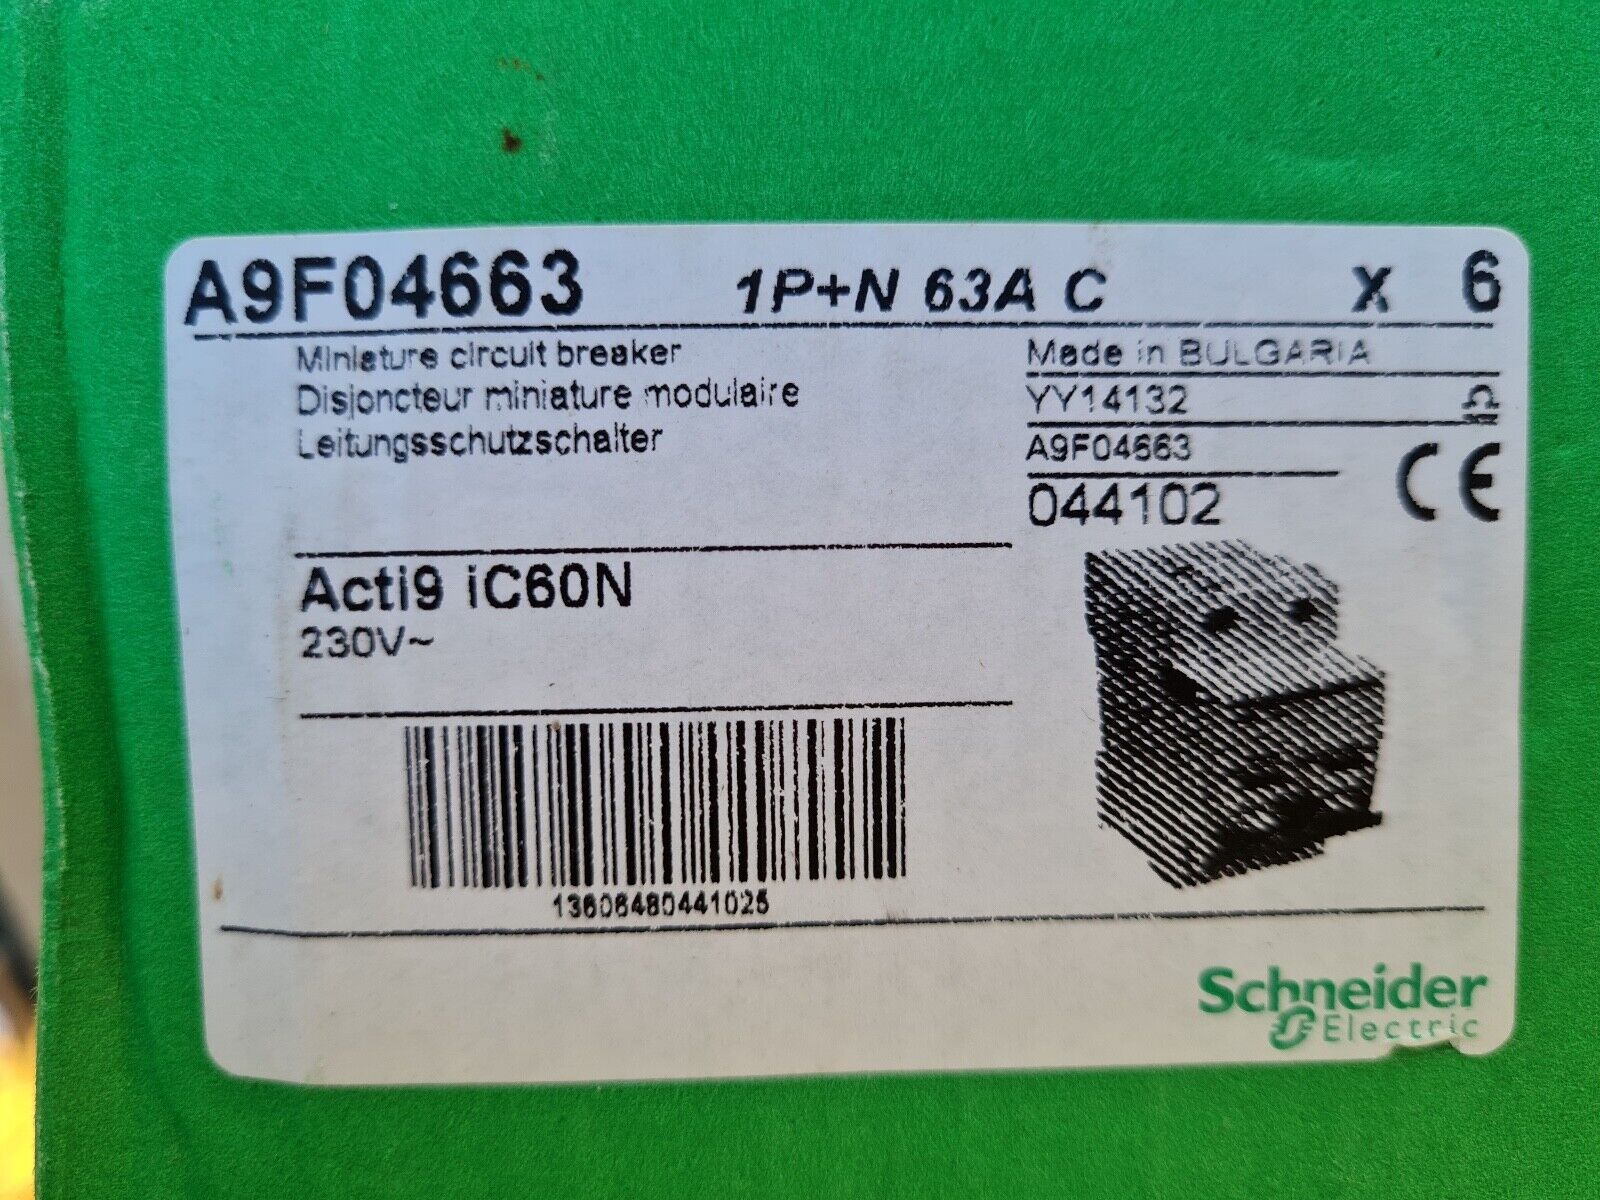 A9F04663 1P+N 63A C X 6
Miniature circuit breaker
Disjoncteur miniature modulaire
Leitungsschutzschalter
Made in BULGARIA
YY14132
A9F04663
044102
CE
Acti9 iC60N
230V~
13606480441025
Schneider
Electric